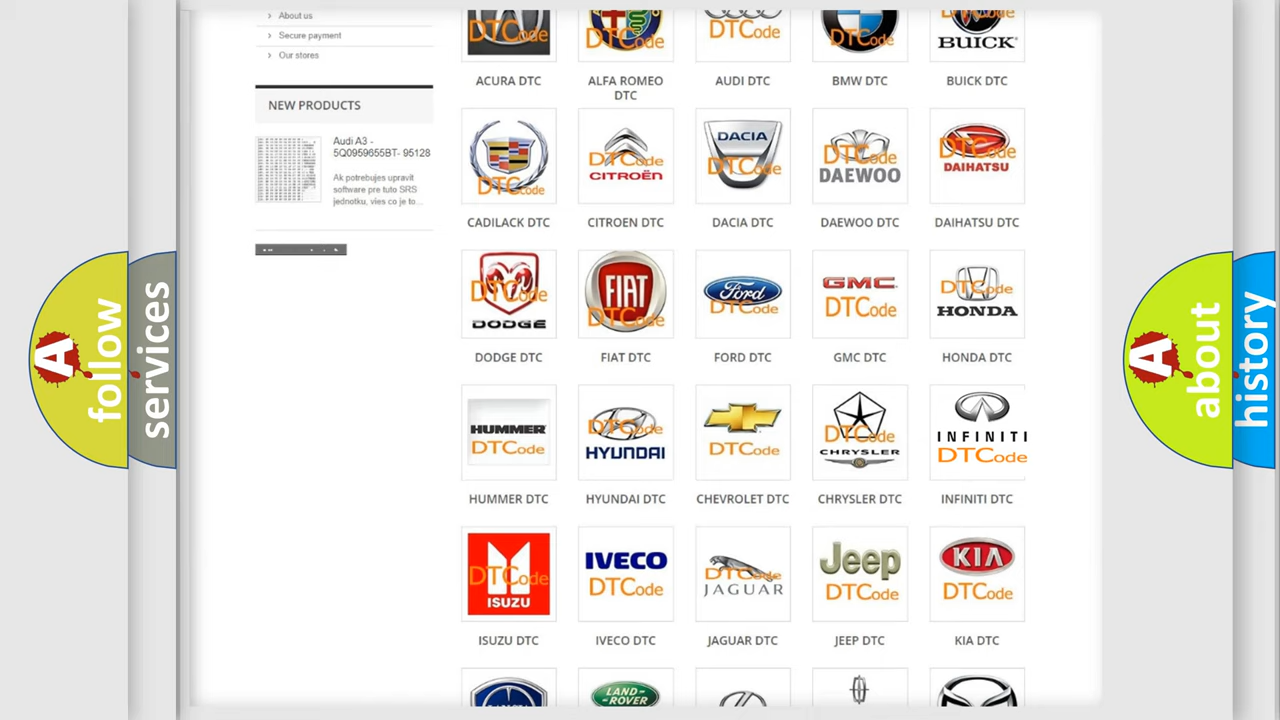 About us
Secure payment
Our stores
NEW PRODUCTS
Audi A3 -
5Q0959655BT- 95128
Ak potrebujes upravit
software pre tuto SRS
jednotku, vies co je to...
DTCode DTCode DTCode DTCode BUICK
ACURA DTC
ALFA ROMEO
DTC
AUDI DTC
BMW DTC
BUICK DTC
DTCode
DTCode
CITROËN
DACIA
DTCode
DTCode
DAEWOO
DTCode
DAIHATSU
CADILACK DTC
CITROEN DTC
DACIA DTC
DAEWOO DTC
DAIHATSU DTC
DTCode
DODGE
FIAT
DTCode
Ford
DTCode
GMC
DTCode
DTCode
HONDA
DODGE DTC
FIAT DTC
FORD DTC
GMC DTC
HONDA DTC
HUMMER
DTCode
DTCode
HYUNDAI
DTCode
DTCode
CHRYSLER
INFINITI
DTCode
HUMMER DTC
HYUNDAI DTC
CHEVROLET DTC
CHRYSLER DTC
INFINITI DTC
DTCode
ISUZU
IVECO
DTCode
DTCode
JAGUAR
Jeep
DTCode
KIA
DTCode
ISUZU DTC
IVECO DTC
JAGUAR DTC
JEEP DTC
KIA DTC
LAND-
ROVER
A follow
services
A about
history